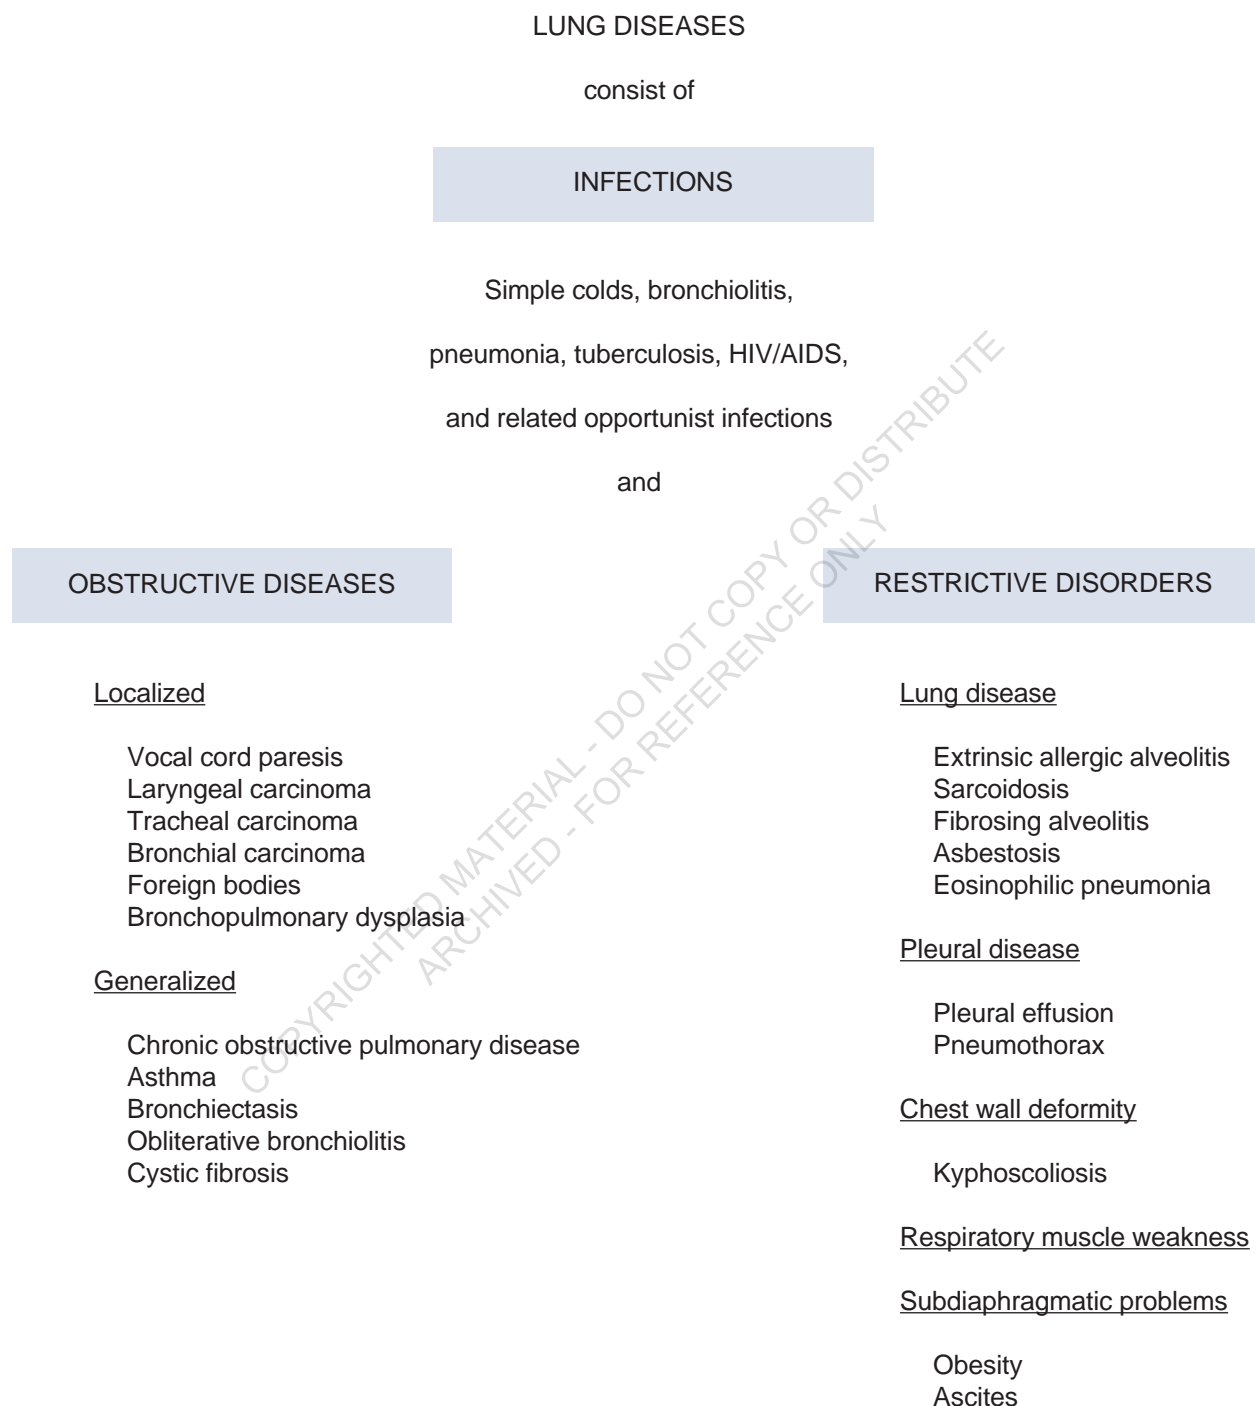 LUNG DISEASES
consist of
INFECTIONS
Simple colds, bronchiolitis,
pneumonia, tuberculosis, HIV/AIDS,
and related opportunist infections
and
OBSTRUCTIVE DISEASES
Localized
Vocal cord paresis
Laryngeal carcinoma
Tracheal carcinoma
Bronchial carcinoma
Foreign bodies
Bronchopulmonary dysplasia
Generalized
Chronic obstructive pulmonary disease
Asthma
Bronchiectasis
Obliterative bronchiolitis
Cystic fibrosis
RESTRICTIVE DISORDERS
Lung disease
Extrinsic allergic alveolitis
Sarcoidosis
Fibrosing alveolitis
Asbestosis
Eosinophilic pneumonia
Pleural disease
Pleural effusion
Pneumothorax
Chest wall deformity
Kyphoscoliosis
Respiratory muscle weakness
Subdiaphragmatic problems
Obesity
Ascites
COPYRIGHTED MATERIAL - DO NOT COPY OR DISTRIBUTE
ARCHIVED - FOR REFERENCE ONLY